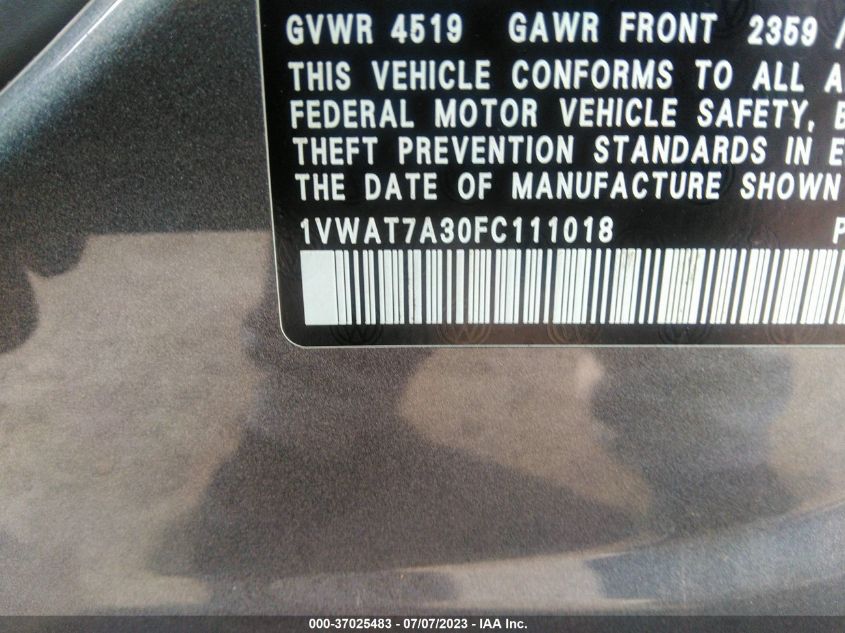 GVWR 4519 GAWR FRONT 2359 /
THIS VEHICLE CONFORMS TO ALL A
FEDERAL MOTOR VEHICLE SAFETY, B
THEFT PREVENTION STANDARDS IN E
THE DATE OF MANUFACTURE SHOWN
1VWAT7A30FC111018 P
000-37025483 - 07/07/2023 - IAA Inc.